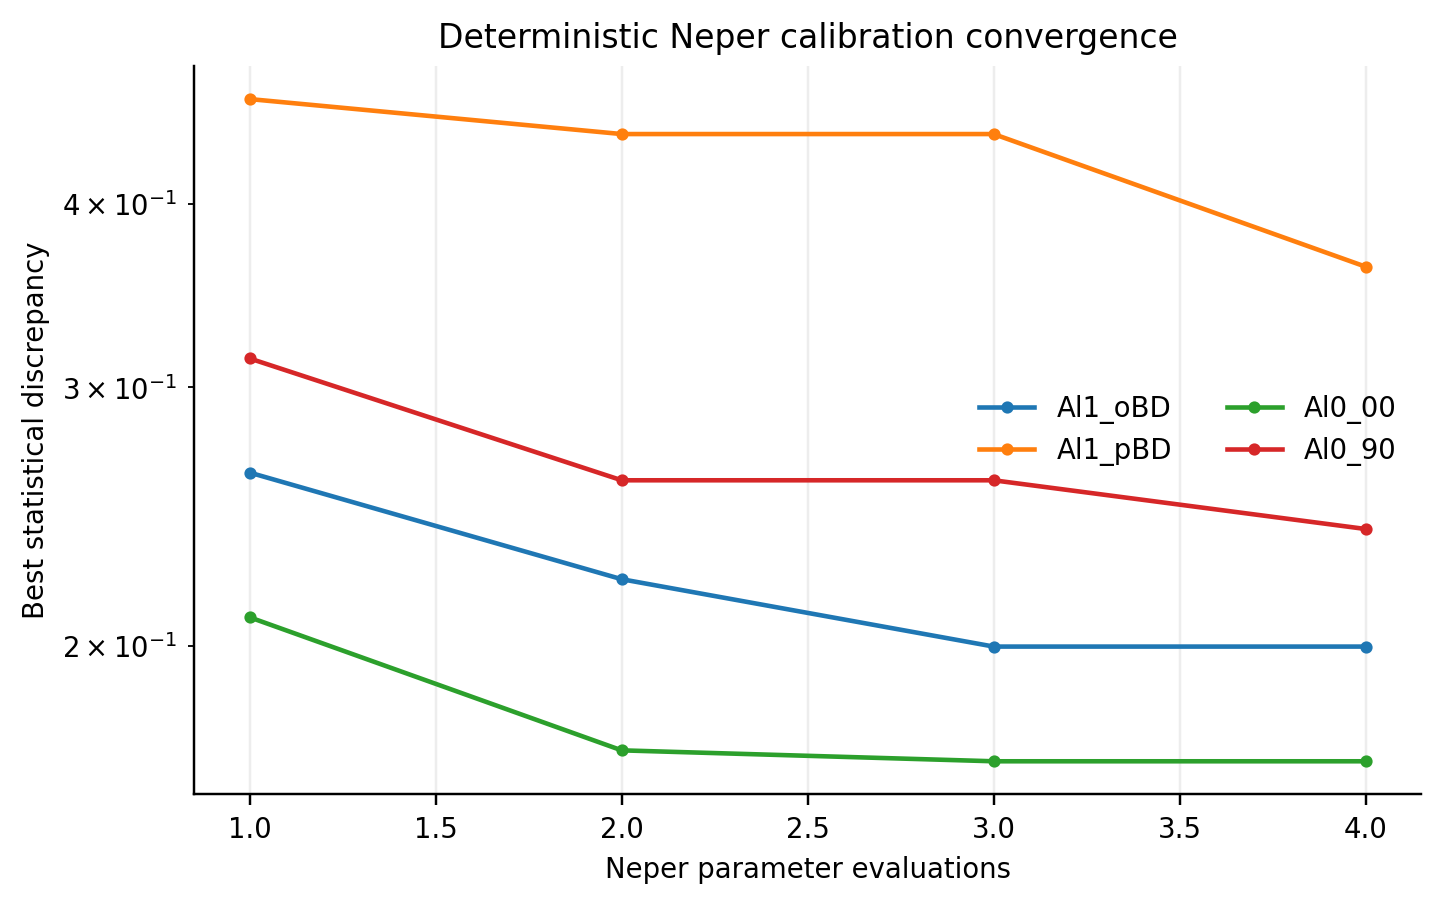 Deterministic Neper calibration convergence
Best statistical discrepancy
4 × 10⁻¹
3 × 10⁻¹
2 × 10⁻¹
Al1_oBD
Al1_pBD
Al0_00
Al0_90
1.0 1.5 2.0 2.5 3.0 3.5 4.0
Neper parameter evaluations